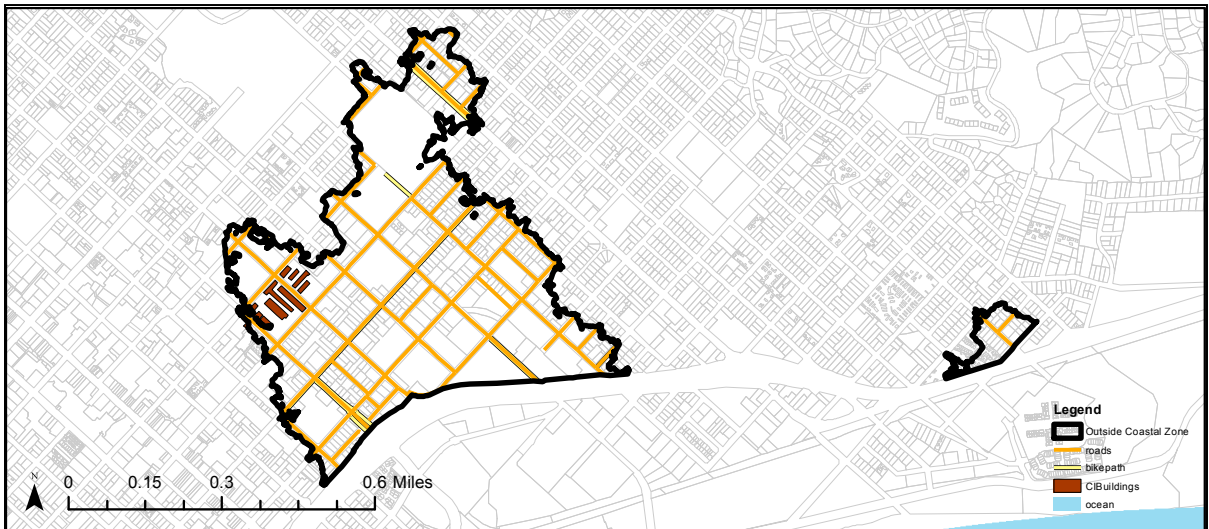 Legend
Outside Coastal Zone
roads
bikepath
CIBuildings
ocean
N
0 0.15 0.3 0.6 Miles